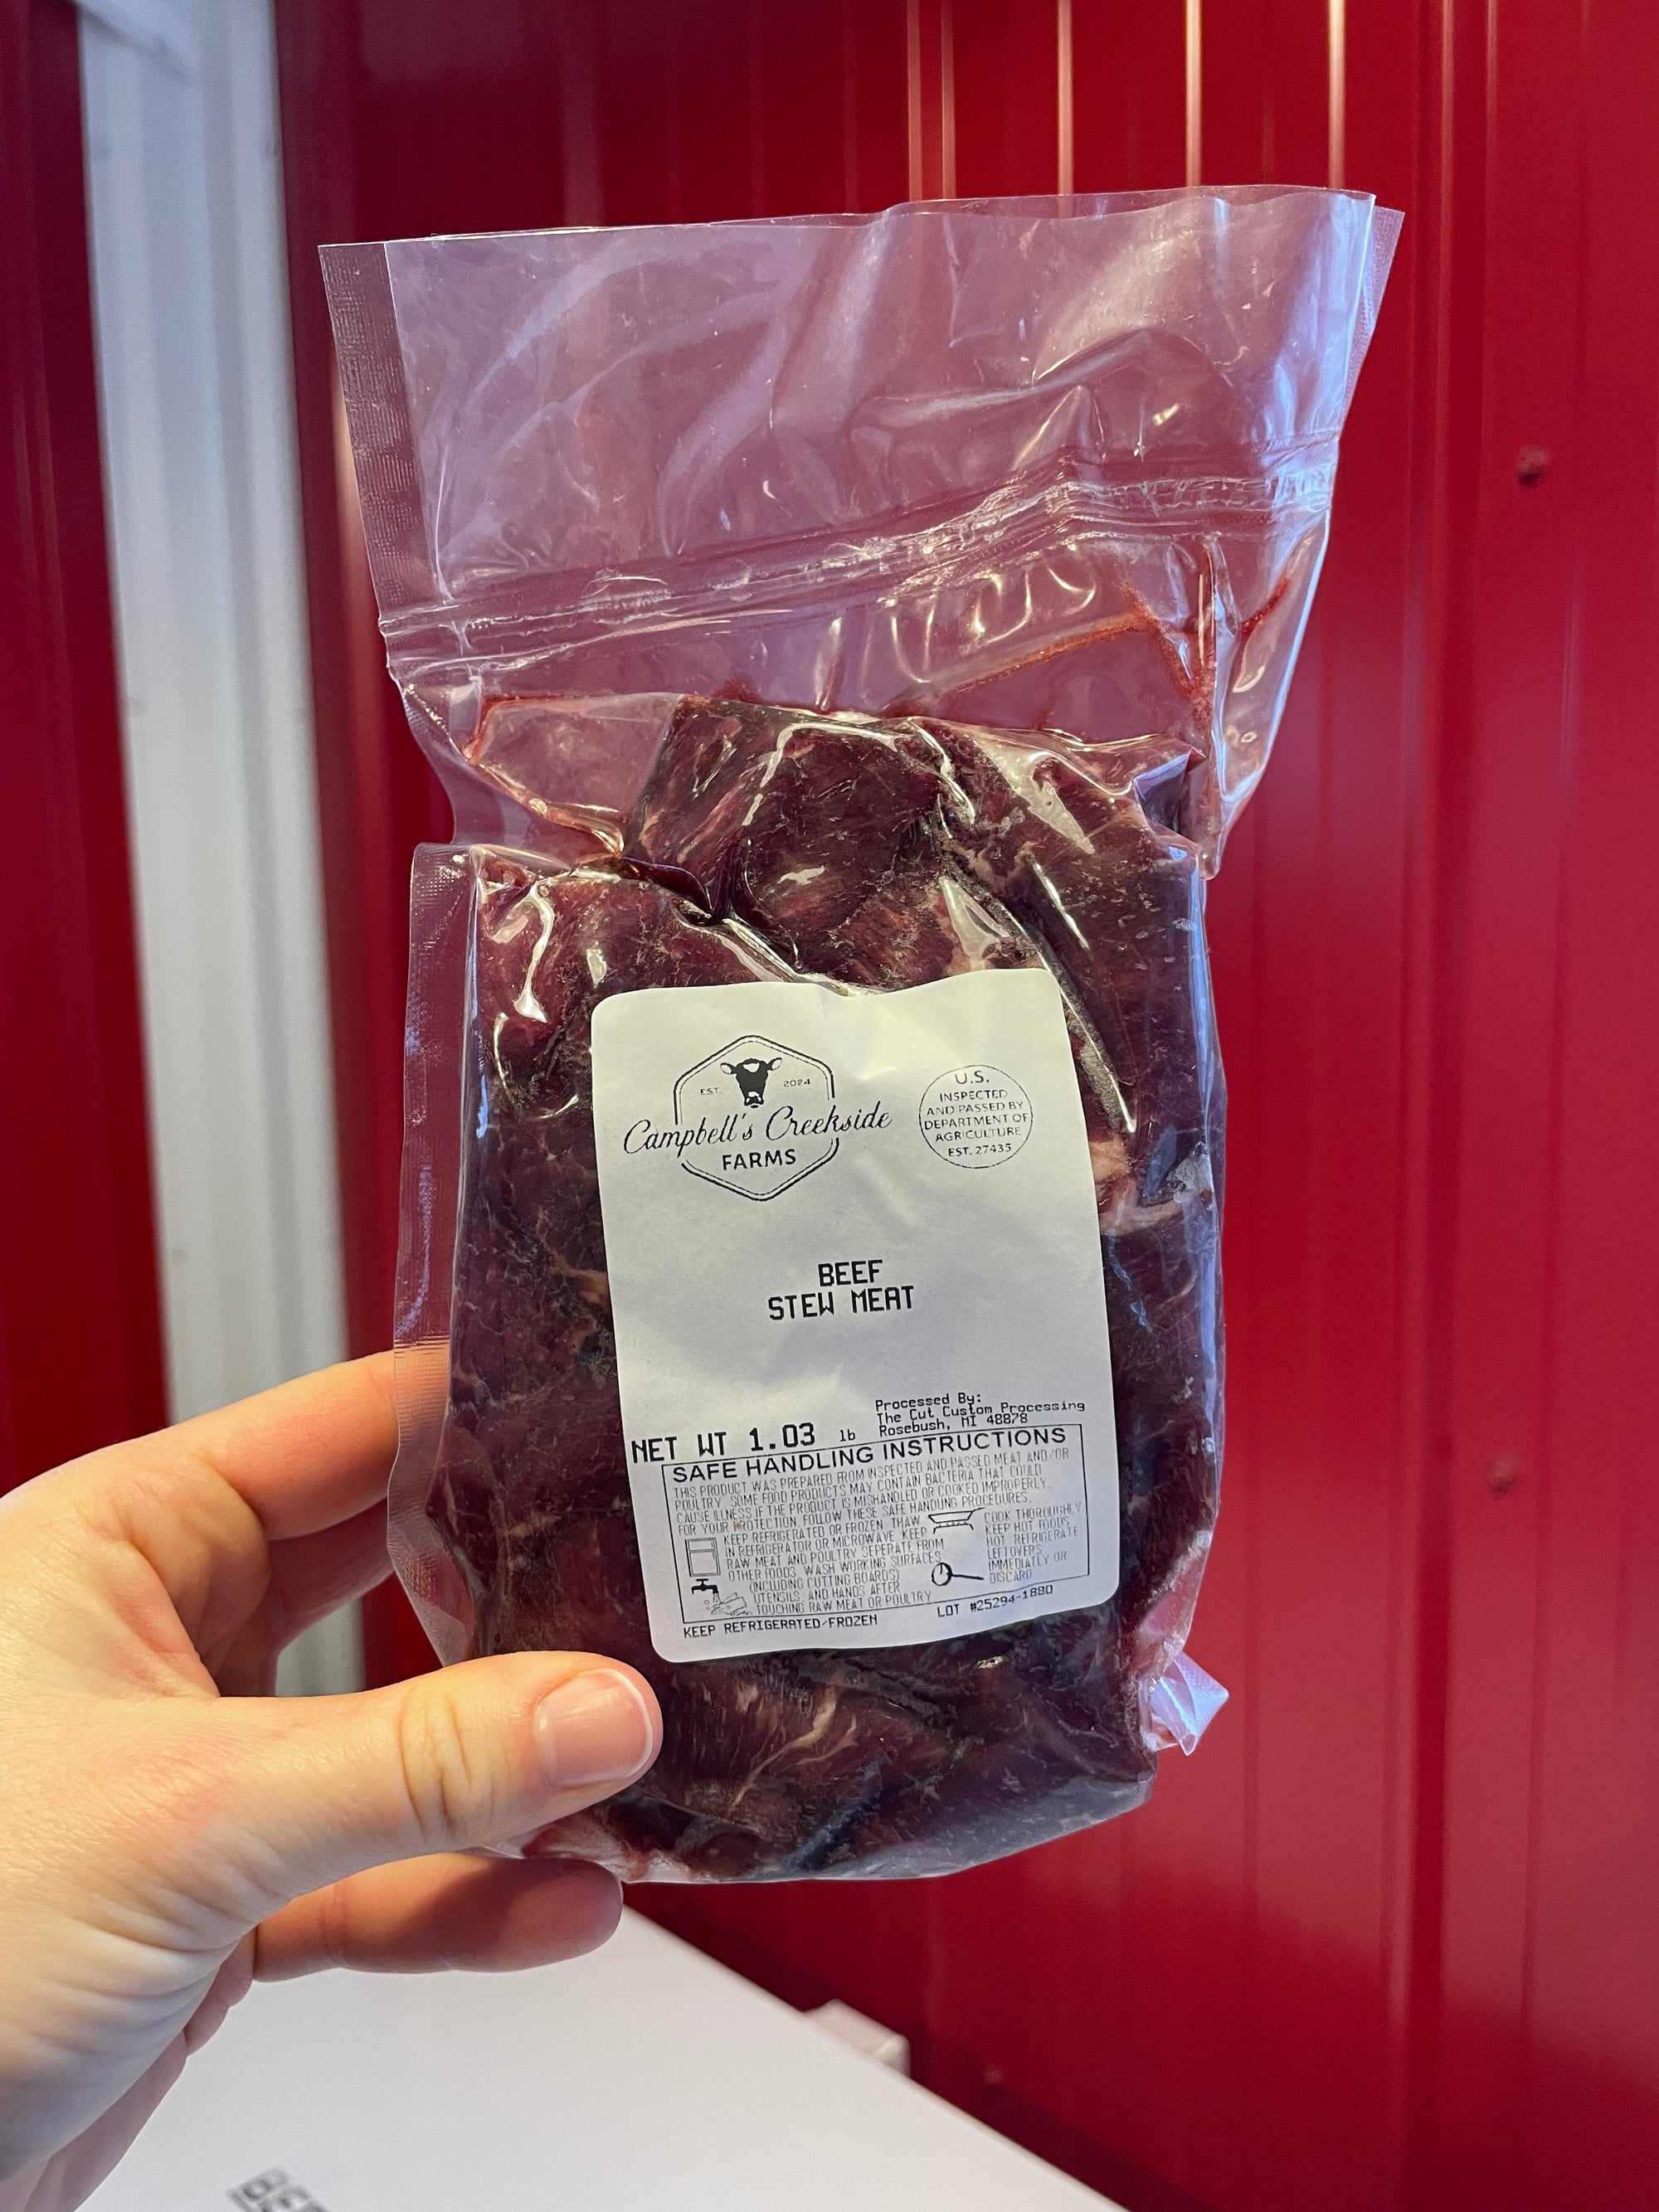 EST. 2024
Campbell's Creekside
FARMS
U.S.
INSPECTED
AND PASSED BY
DEPARTMENT OF
AGRICULTURE
EST. 27435
BEEF
STEW MEAT
Processed By:
The Cut Custom Processing
Rosebush, MI 48878
NET WT 1.03 lb
SAFE HANDLING INSTRUCTIONS
THIS PRODUCT WAS PREPARED FROM INSPECTED AND PASSED MEAT AND/OR
POULTRY. SOME FOOD PRODUCTS MAY CONTAIN BACTERIA THAT COULD
CAUSE ILLNESS IF THE PRODUCT IS MISHANDLED OR COOKED IMPROPERLY.
FOR YOUR PROTECTION, FOLLOW THESE SAFE HANDLING PROCEDURES.
KEEP REFRIGERATED OR FROZEN. THAW
IN REFRIGERATOR OR MICROWAVE. KEEP
RAW MEAT AND POULTRY SEPERATE FROM
OTHER FOODS. WASH WORKING SURFACES
(INCLUDING CUTTING BOARDS)
UTENSILS, AND HANDS AFTER
TOUCHING RAW MEAT OR POULTRY
COOK THOROUGHLY
KEEP HOT FOODS
HOT. REFRIGERATE
LEFTOVERS
IMMEDIATLY OR
DISCARD
KEEP REFRIGERATED/FROZEN
LOT #25294-1880